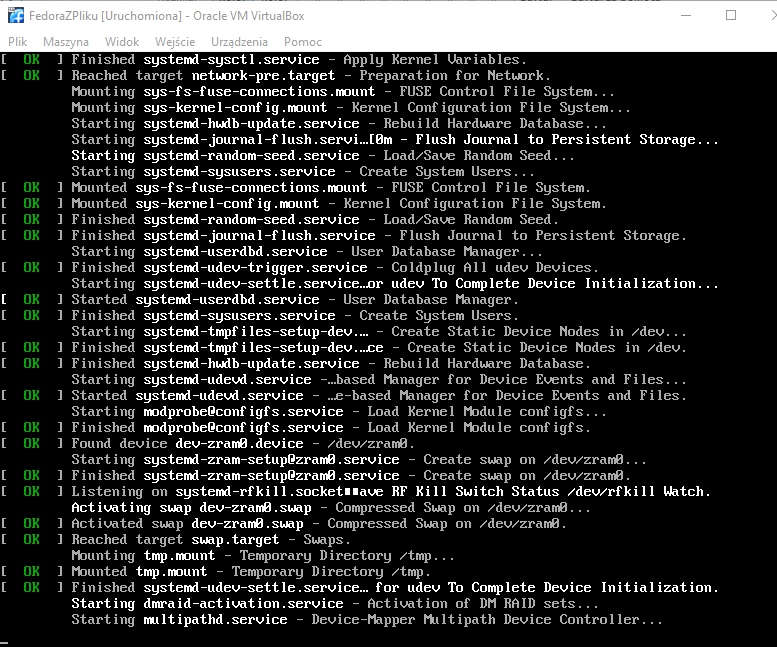 FedoraZPliku [Uruchomiona] - Oracle VM VirtualBox
Plik Maszyna Widok Wejście Urządzenia Pomoc
[ OK ] Finished systemd-sysctl.service - Apply Kernel Variables.
[ OK ] Reached target network-pre.target - Preparation for Network.
Mounting sys-fs-fuse-connections.mount - FUSE Control File System...
Mounting sys-kernel-config.mount - Kernel Configuration File System...
Starting systemd-hwdb-update.service - Rebuild Hardware Database...
Starting systemd-journal-flush.servi…[0m - Flush Journal to Persistent Storage...
Starting systemd-random-seed.service - Load/Save Random Seed...
Starting systemd-sysusers.service - Create System Users...
[ OK ] Mounted sys-fs-fuse-connections.mount - FUSE Control File System.
[ OK ] Mounted sys-kernel-config.mount - Kernel Configuration File System.
[ OK ] Finished systemd-random-seed.service - Load/Save Random Seed.
[ OK ] Finished systemd-journal-flush.service - Flush Journal to Persistent Storage.
Starting systemd-userdbd.service - User Database Manager...
[ OK ] Finished systemd-udev-trigger.service - Coldplug All udev Devices.
Starting systemd-udev-settle.service…or udev To Complete Device Initialization...
[ OK ] Started systemd-userdbd.service - User Database Manager.
[ OK ] Finished systemd-sysusers.service - Create System Users.
Starting systemd-tmpfiles-setup-dev.… - Create Static Device Nodes in /dev...
[ OK ] Finished systemd-tmpfiles-setup-dev.…ce - Create Static Device Nodes in /dev.
[ OK ] Finished systemd-hwdb-update.service - Rebuild Hardware Database.
Starting systemd-udevd.service -…based Manager for Device Events and Files...
[ OK ] Started systemd-udevd.service - …e-based Manager for Device Events and Files.
Starting modprobe@configfs.service - Load Kernel Module configfs...
[ OK ] Finished modprobe@configfs.service - Load Kernel Module configfs.
[ OK ] Found device dev-zram0.device - /dev/zram0.
Starting systemd-zram-setup@zram0.service - Create swap on /dev/zram0...
[ OK ] Finished systemd-zram-setup@zram0.service - Create swap on /dev/zram0.
[ OK ] Listening on systemd-rfkill.socket■■ave RF Kill Switch Status /dev/rfkill Watch.
Activating swap dev-zram0.swap - Compressed Swap on /dev/zram0...
[ OK ] Activated swap dev-zram0.swap - Compressed Swap on /dev/zram0.
[ OK ] Reached target swap.target - Swaps.
Mounting tmp.mount - Temporary Directory /tmp...
[ OK ] Mounted tmp.mount - Temporary Directory /tmp.
[ OK ] Finished systemd-udev-settle.service… for udev To Complete Device Initialization.
Starting dmraid-activation.service - Activation of DM RAID sets...
Starting multipathd.service - Device-Mapper Multipath Device Controller...